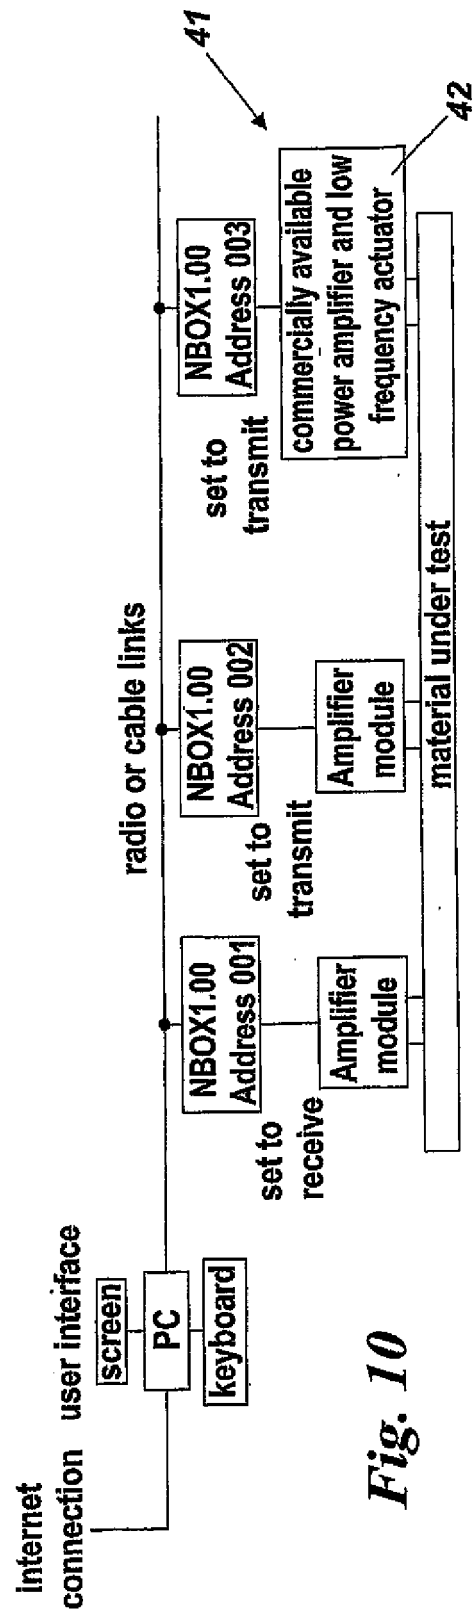 internet
connection
user interface
screen
PC
keyboard
radio or cable links
NBOX1.00
Address 001
set to
receive
Amplifier
module
NBOX1.00
Address 002
set to
transmit
Amplifier
module
NBOX1.00
Address 003
set to
transmit
commercially available
power amplifier and low
frequency actuator
41
42
material under test
Fig. 10